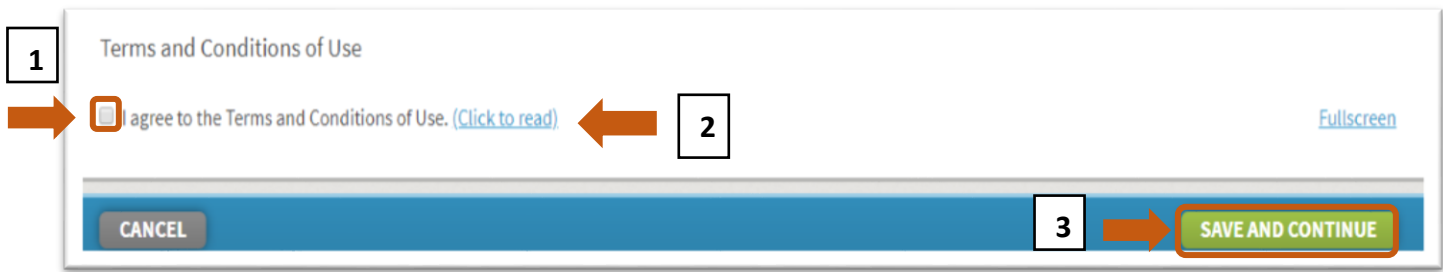 1
Terms and Conditions of Use
I agree to the Terms and Conditions of Use. (Click to read)
2
Fullscreen
CANCEL
3
SAVE AND CONTINUE